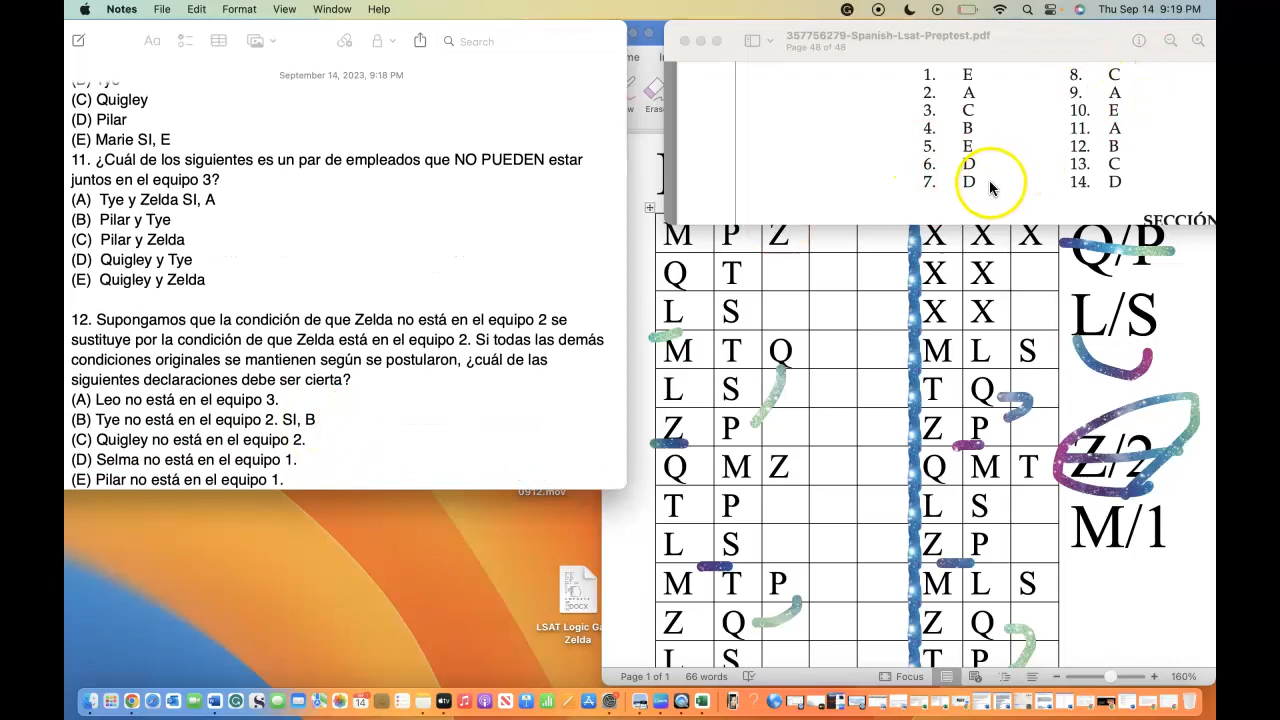 Notes File Edit Format View Window Help
Thu Sep 14 9:19 PM
Aa
Search
September 14, 2023, 9:18 PM
(C) Quigley
(D) Pilar
(E) Marie SI, E
11. ¿Cuál de los siguientes es un par de empleados que NO PUEDEN estar
juntos en el equipo 3?
(A) Tye y Zelda SI, A
(B) Pilar y Tye
(C) Pilar y Zelda
(D) Quigley y Tye
(E) Quigley y Zelda
12. Supongamos que la condición de que Zelda no está en el equipo 2 se
sustituye por la condición de que Zelda está en el equipo 2. Si todas las demás
condiciones originales se mantienen según se postularon, ¿cuál de las
siguientes declaraciones debe ser cierta?
(A) Leo no está en el equipo 3.
(B) Tye no está en el equipo 2. SI, B
(C) Quigley no está en el equipo 2.
(D) Selma no está en el equipo 1.
(E) Pilar no está en el equipo 1.
0912.mov
LSAT Logic Ga
Zelda
357756279-Spanish-Lsat-Preptest.pdf
Page 48 of 48
1. E 8. C
2. A 9. A
3. C 10. E
4. B 11. A
5. E 12. B
6. D 13. C
7. D 14. D
SECCIÓN
M P Z X X X
Q T X X
L S X X
M T Q M L S
L S T Q
Z P Z P
Q M Z Q M T
T P L S
L S Z P
M T P M L S
Z Q Z Q
L S T P
Q/P
L/S
Z/2
M/1
Page 1 of 1 66 words Focus 160%